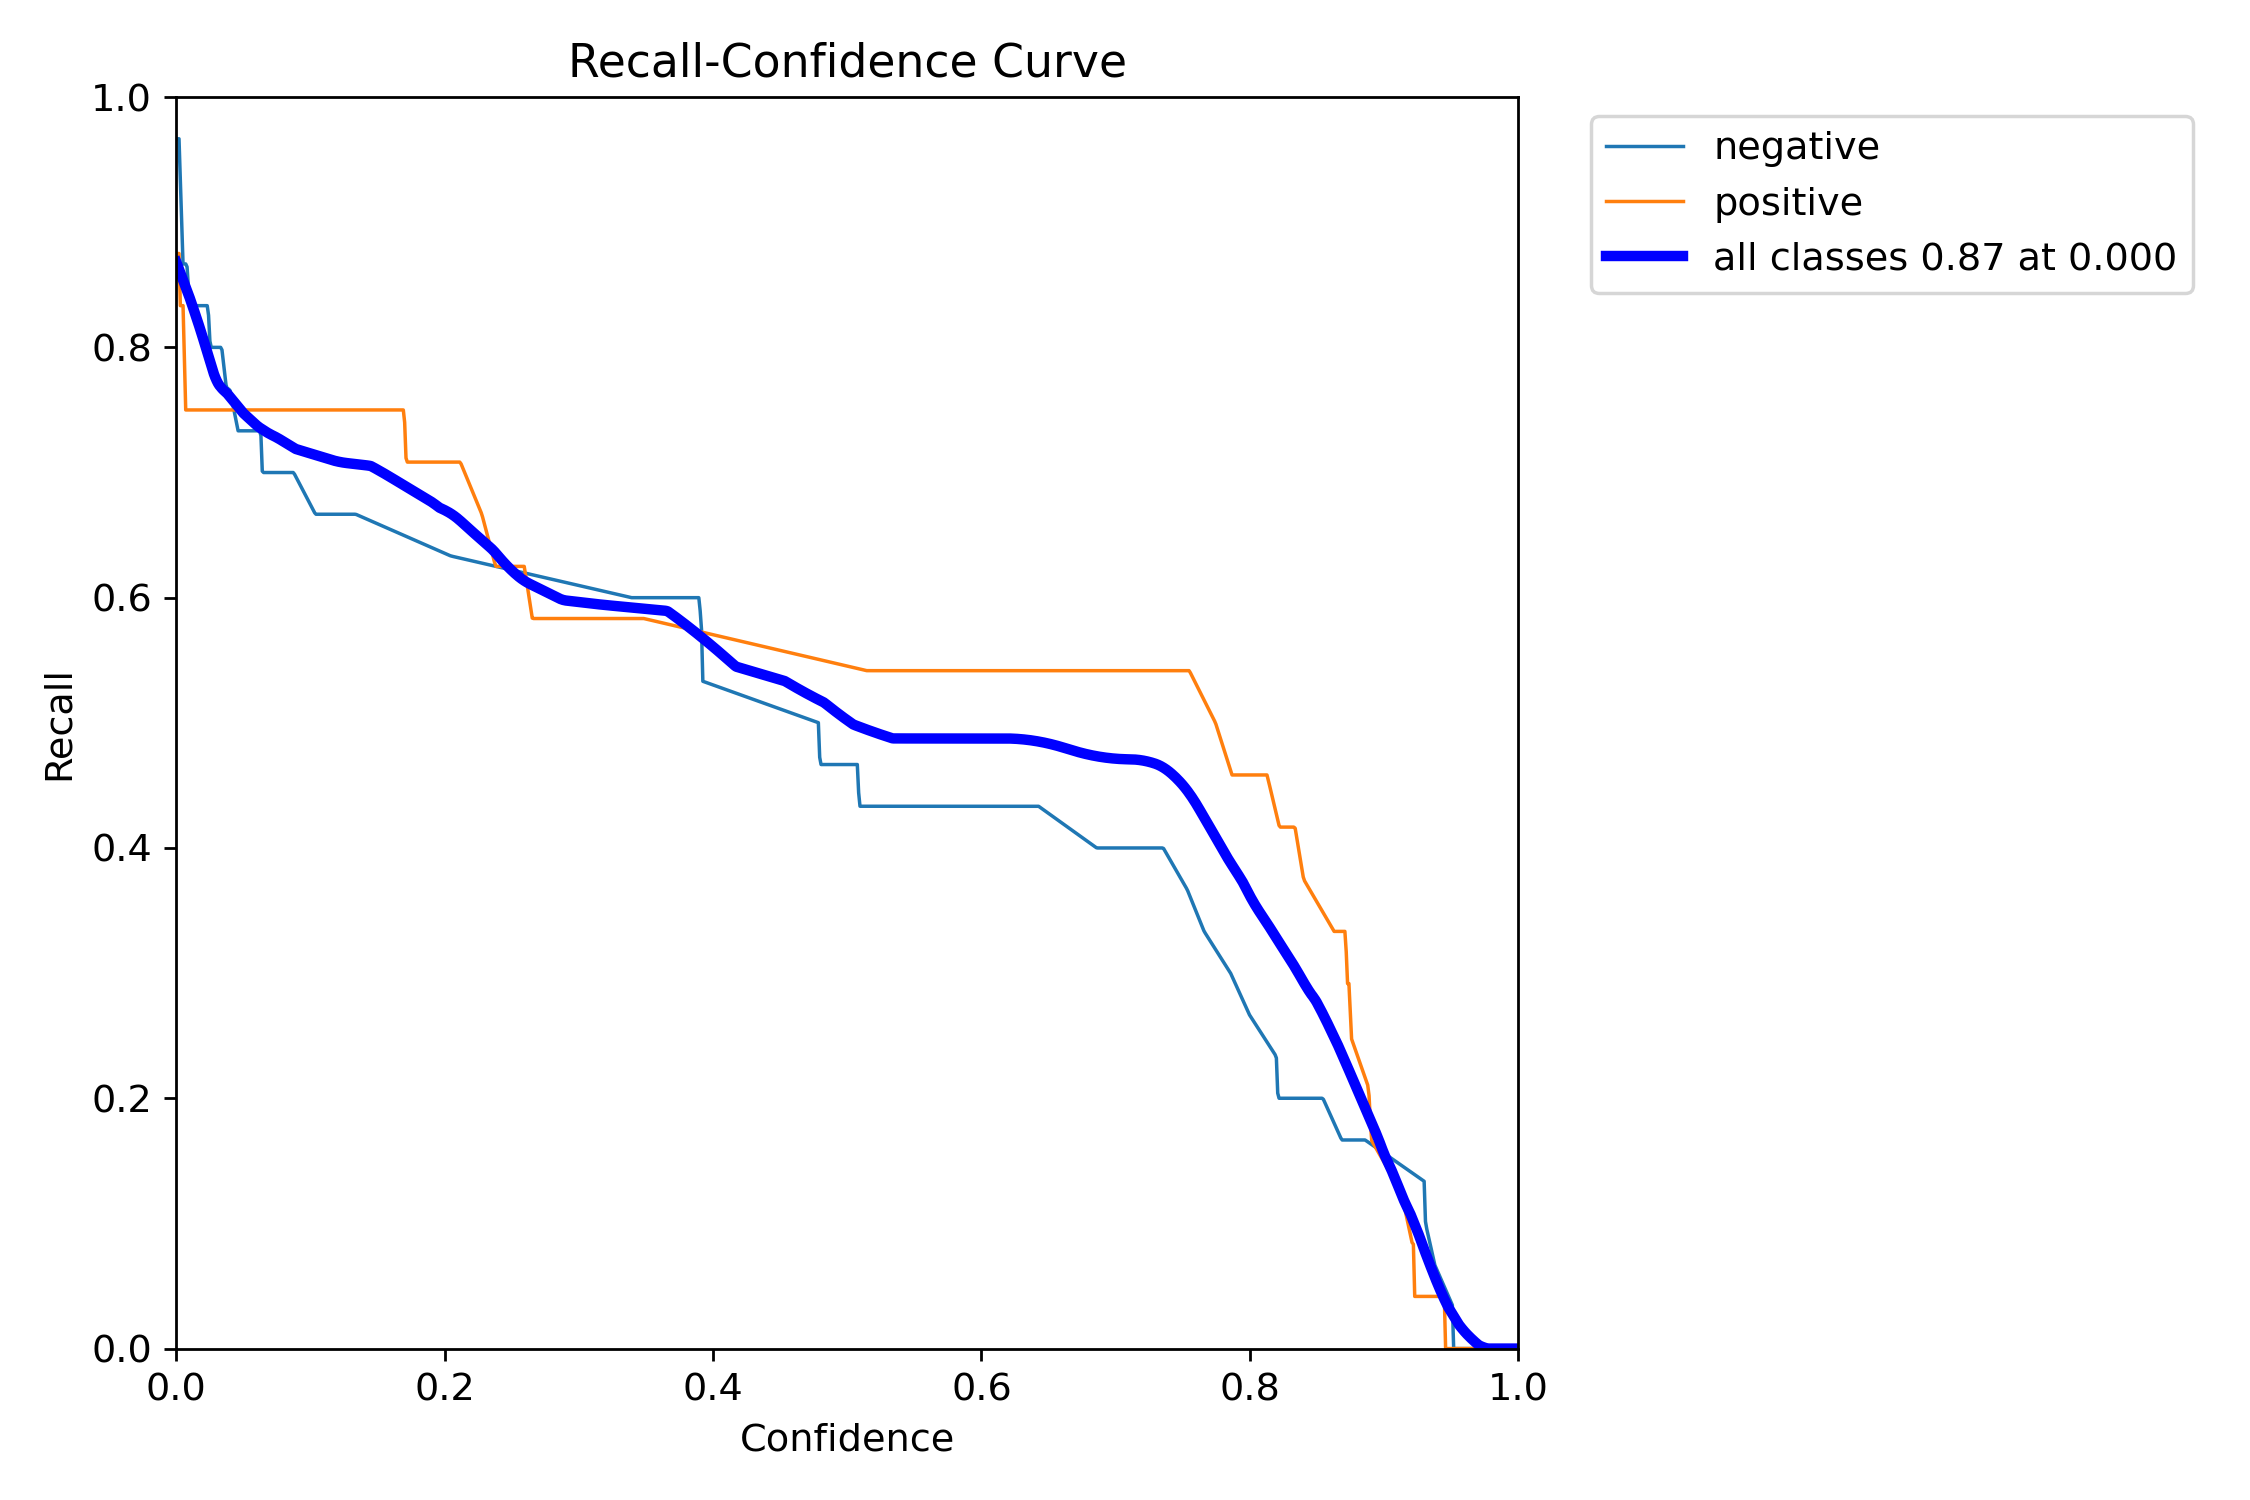 Recall-Confidence Curve
1.0
0.8
0.6
0.4
0.2
0.0
Recall
0.0 0.2 0.4 0.6 0.8 1.0
Confidence
negative
positive
all classes 0.87 at 0.000